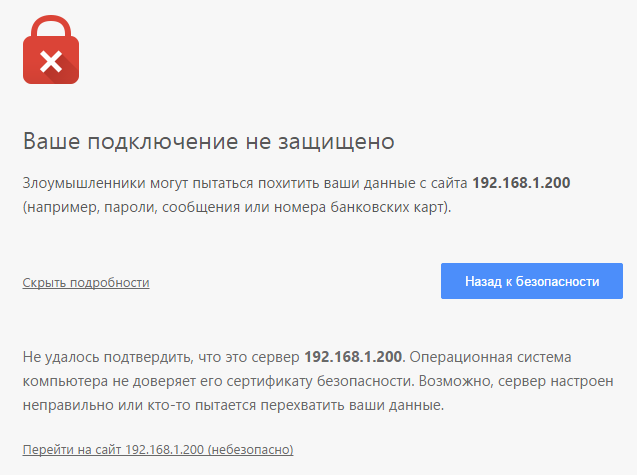 Ваше подключение не защищено
Злоумышленники могут пытаться похитить ваши данные с сайта 192.168.1.200
(например, пароли, сообщения или номера банковских карт).
Скрыть подробности
Назад к безопасности
Не удалось подтвердить, что это сервер 192.168.1.200. Операционная система
компьютера не доверяет его сертификату безопасности. Возможно, сервер настроен
неправильно или кто-то пытается перехватить ваши данные.
Перейти на сайт 192.168.1.200 (небезопасно)